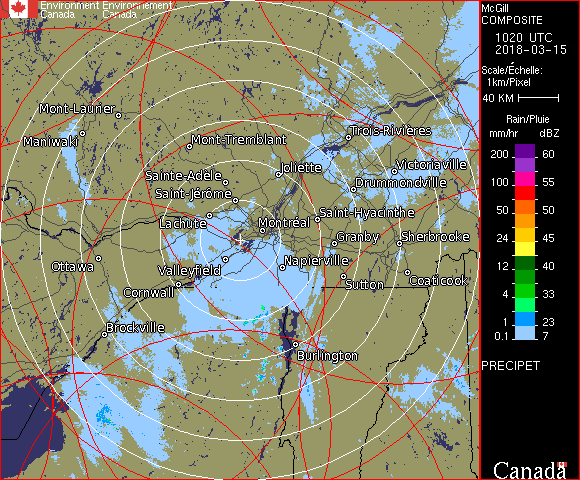 Environment Environnement
Canada Canada
McGill
COMPOSITE
1020 UTC
2018-03-15
Scale/Échelle:
1km/Pixel
40 KM
Rain/Pluie
mm/hr dBZ
200 60
100 55
50 50
24 45
12 40
4 33
1 23
0.1 7
PRECIPET
Canada
Mont-Laurier
Maniwaki
Mont-Tremblant
Trois-Rivières
Sainte-Adèle
Joliette
Victoriaville
Saint-Jérôme
Drummondville
Lachute
Montréal
Saint-Hyacinthe
Granby
Sherbrooke
Ottawa
Valleyfield
Napierville
Cornwall
Sutton
Coaticook
Brockville
Burlington